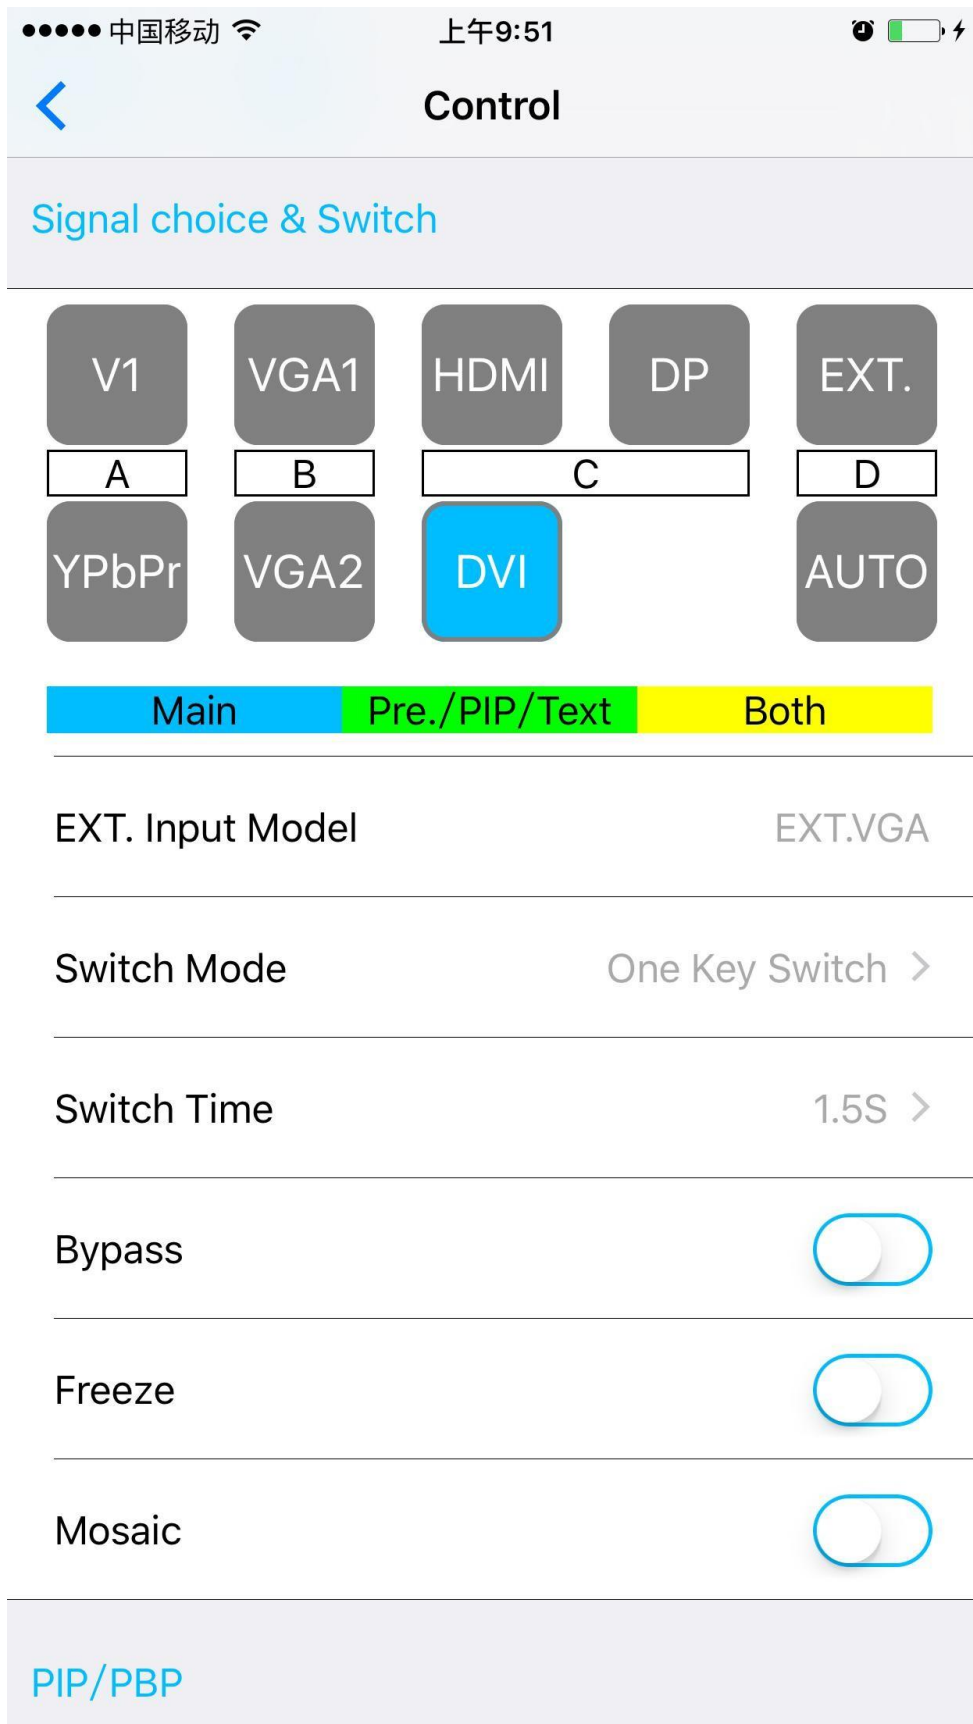 中国移动 上午9:51
Control
Signal choice & Switch
V1 VGA1 HDMI DP EXT.
A B C D
YPbPr VGA2 DVI AUTO
Main Pre./PIP/Text Both
EXT. Input Model EXT.VGA
Switch Mode One Key Switch
Switch Time 1.5S
Bypass
Freeze
Mosaic
PIP/PBP